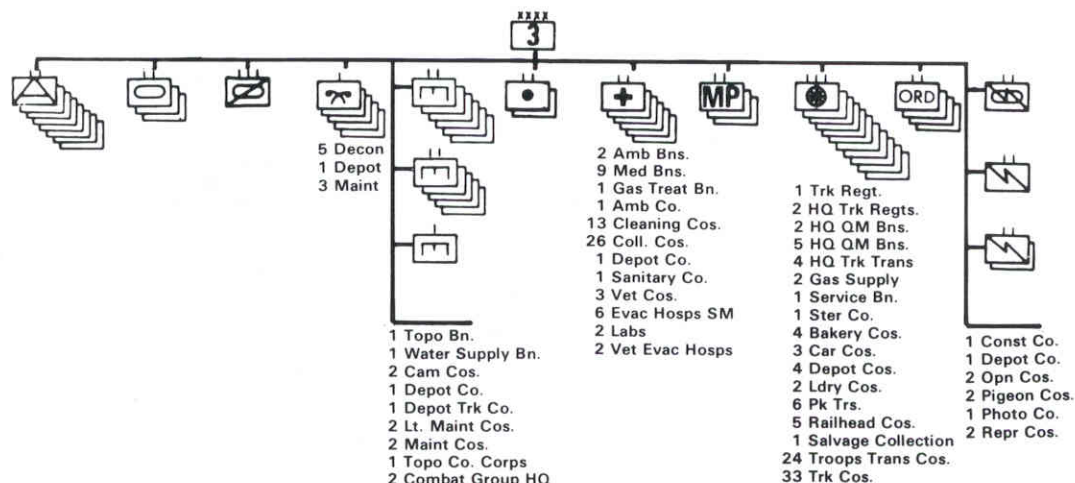 xxxx
3
MP
ORD
5 Decon
1 Depot
3 Maint
1 Topo Bn.
1 Water Supply Bn.
2 Cam Cos.
1 Depot Co.
1 Depot Trk Co.
2 Lt. Maint Cos.
2 Maint Cos.
1 Topo Co. Corps
2 Combat Group HQ
2 Amb Bns.
9 Med Bns.
1 Gas Treat Bn.
1 Amb Co.
13 Cleaning Cos.
26 Coll. Cos.
1 Depot Co.
1 Sanitary Co.
3 Vet Cos.
6 Evac Hosps SM
2 Labs
2 Vet Evac Hosps
1 Trk Regt.
2 HQ Trk Regts.
2 HQ QM Bns.
5 HQ QM Bns.
4 HQ Trk Trans
2 Gas Supply
1 Service Bn.
1 Ster Co.
4 Bakery Cos.
3 Car Cos.
4 Depot Cos.
2 Ldry Cos.
6 Pk Trs.
5 Railhead Cos.
1 Salvage Collection
24 Troops Trans Cos.
33 Trk Cos.
1 Const Co.
1 Depot Co.
2 Opn Cos.
2 Pigeon Cos.
1 Photo Co.
2 Repr Cos.